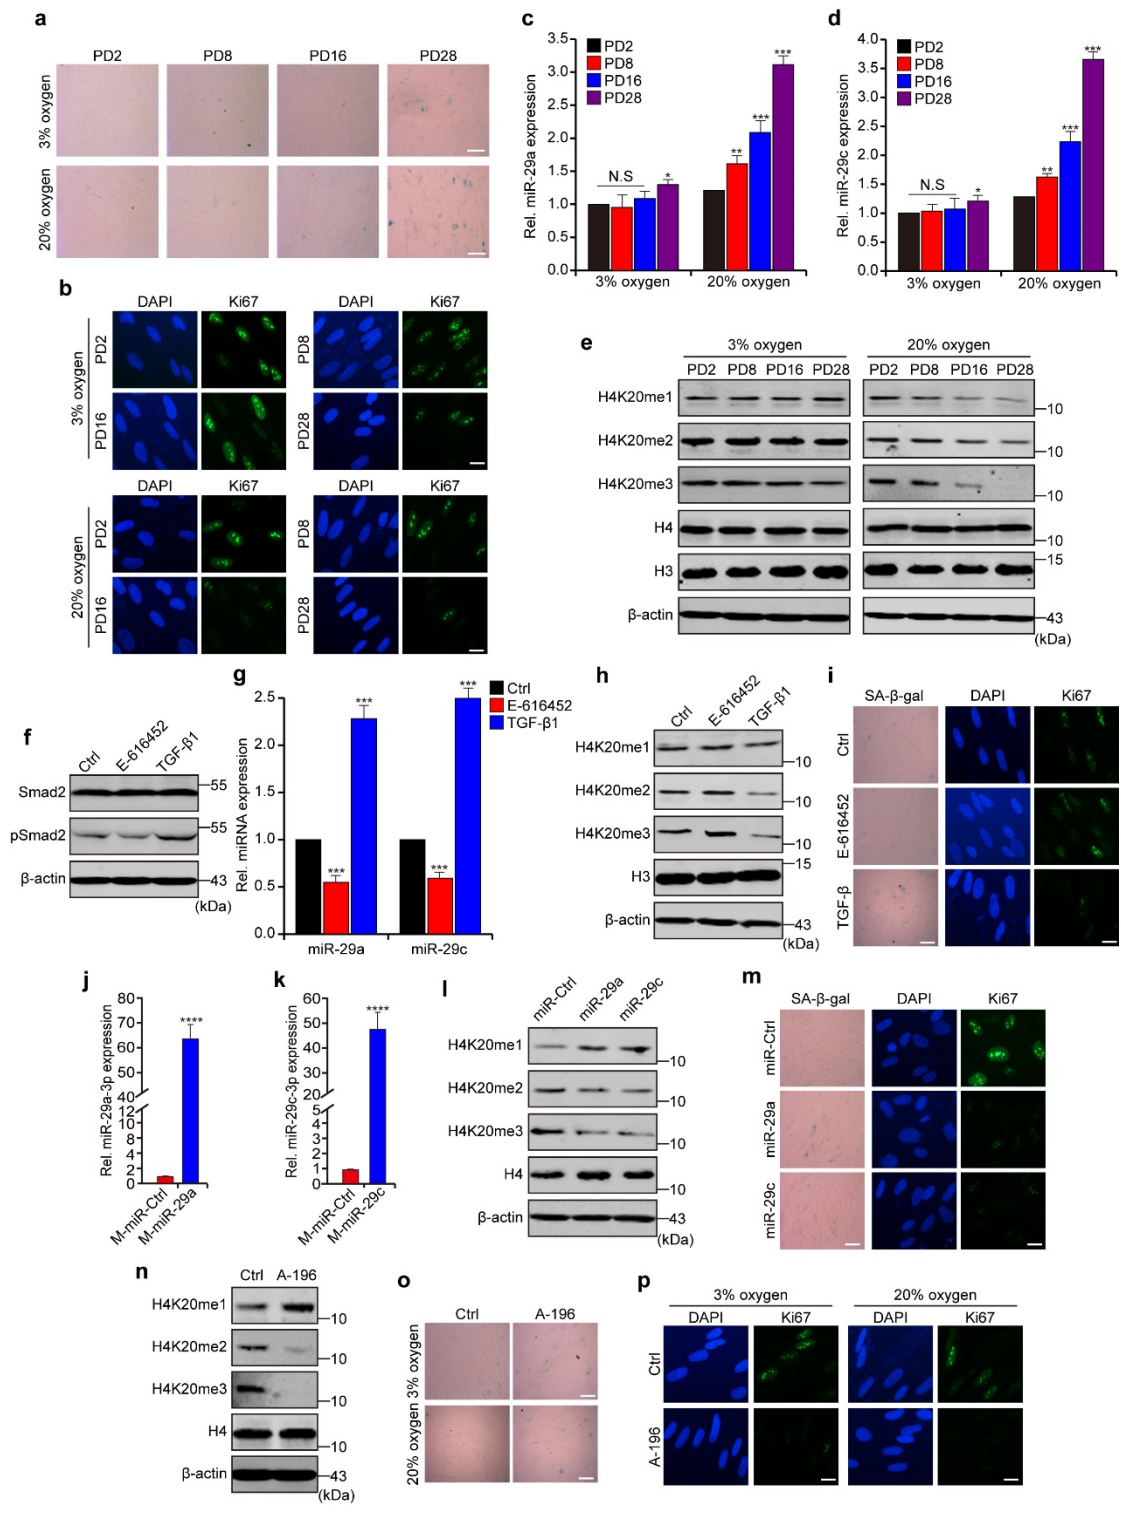 a
PD2 PD8 PD16 PD28
3% oxygen
20% oxygen
b
DAPI Ki67 DAPI Ki67
3% oxygen
PD2 PD8
PD16 PD28
DAPI Ki67 DAPI Ki67
20% oxygen
PD2 PD8
PD16 PD28
c
Rel. miR-29a expression
3.5
3.0
2.5
2.0
1.5
1.0
0.5
0.0
PD2
PD8
PD16
PD28
N.S * ** *** ***
3% oxygen 20% oxygen
d
Rel. miR-29c expression
4.0
3.5
3.0
2.5
2.0
1.5
1.0
0.5
0.0
PD2
PD8
PD16
PD28
N.S * ** *** ***
3% oxygen 20% oxygen
e
3% oxygen 20% oxygen
PD2 PD8 PD16 PD28 PD2 PD8 PD16 PD28
H4K20me1 10
H4K20me2 10
H4K20me3 10
H4 10
H3 15
β-actin 43
(kDa)
f
Ctrl E-616452 TGF-β1
Smad2 55
pSmad2 55
β-actin 43
(kDa)
g
Rel. miRNA expression
2.5
2.0
1.5
1.0
0.5
0.0
Ctrl
E-616452
TGF-β1
*** *** *** ***
miR-29a miR-29c
h
Ctrl E-616452 TGF-β1
H4K20me1 10
H4K20me2 10
H4K20me3 10
H3 15
β-actin 43
(kDa)
i
SA-β-gal DAPI Ki67
Ctrl
E-616452
TGF-β
j
Rel. miR-29a-3p expression
80
70
60
50
40
12
10
8
6
4
2
0
****
M-miR-Ctrl M-miR-29a
k
Rel. miR-29c-3p expression
60
50
40
30
20
5
4
3
2
1
0
****
M-miR-Ctrl M-miR-29c
l
miR-Ctrl miR-29a miR-29c
H4K20me1 10
H4K20me2 10
H4K20me3 10
H4 10
β-actin 43
(kDa)
m
SA-β-gal DAPI Ki67
miR-Ctrl
miR-29a
miR-29c
n
Ctrl A-196
H4K20me1 10
H4K20me2 10
H4K20me3 10
H4 10
β-actin 43
(kDa)
o
Ctrl A-196
3% oxygen
20% oxygen
p
3% oxygen 20% oxygen
DAPI Ki67 DAPI Ki67
Ctrl
A-196